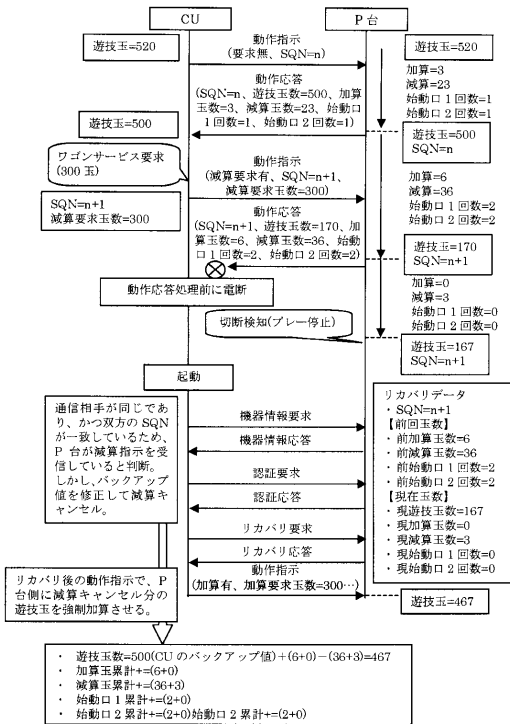 CU
P 台
遊技玉=520
動作指示
(要求無、SQN=n)
遊技玉=520
動作応答
(SQN=n、遊技玉数=500、加算
玉数=3、減算玉数=23、始動口
1回数=1、始動口 2 回数=1)
加算=3
減算=23
始動口 1 回数=1
始動口 2 回数=1
遊技玉=500
遊技玉=500
SQN=n
ワゴンサービス要求
(300 玉)
動作指示
(減算要求有、SQN=n+1、
減算要求玉数=300)
加算=6
減算=36
始動口 1 回数=2
始動口 2 回数=2
SQN=n+1
減算要求玉数=300
動作応答
(SQN=n+1、遊技玉数=170、加
算玉数=6、減算玉数=36、始動
口 1 回数=2、始動口 2 回数=2)
遊技玉=170
SQN=n+1
動作応答処理前に電断
加算=0
減算=3
始動口 1 回数=0
始動口 2 回数=0
切断検知(プレー停止)
遊技玉=167
SQN=n+1
起動
通信相手が同じであ
り、かつ双方の SQN
が一致しているため、
P 台が減算指示を受
信していると判断。
しかし、バックアップ
値を修正して減算キ
ャンセル。
機器情報要求
機器情報応答
認証要求
認証応答
リカバリ要求
リカバリ応答
動作指示
(加算有、加算要求玉数=300…)
リカバリデータ
・ SQN=n+1
【前回玉数】
・ 前加算玉数=6
・ 前減算玉数=36
・ 前始動口 1 回数=2
・ 前始動口 2 回数=2
【現在玉数】
・ 現遊技玉数=167
・ 現加算玉数=0
・ 現減算玉数=3
・ 現始動口 1 回数=0
・ 現始動口 2 回数=0
リカバリ後の動作指示で、P
台側に減算キャンセル分の
遊技玉を強制加算させる。
遊技玉=467
・ 遊技玉数=500(CU のバックアップ値)+(6+0)−(36+3)=467
・ 加算玉累計+=(6+0)
・ 減算玉累計+=(36+3)
・ 始動口 1 累計+=(2+0)
・ 始動口 2 累計+=(2+0)始動口 2 累計+=(2+0)